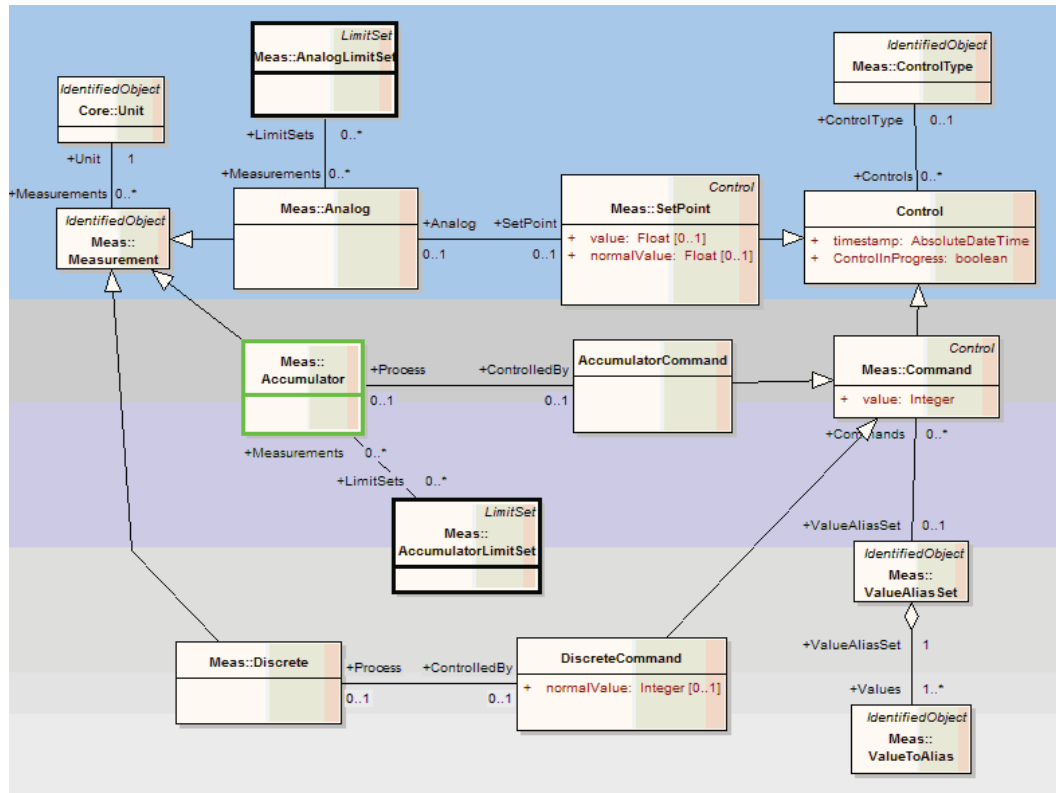 LimitSet
Meas::AnalogLimitSet
IdentifiedObject
Meas::ControlType
IdentifiedObject
Core::Unit
+LimitSets 0..*
+ControlType 0..1
+Unit 1
+Measurements 0..*
+Measurements 0..*
+Controls 0..*
IdentifiedObject
Meas::
Measurement
Meas::Analog
+Analog
0..1
+SetPoint
0..1
Control
Meas::SetPoint
+ value: Float [0..1]
+ normalValue: Float [0..1]
Control
+ timestamp: AbsoluteDateTime
+ ControlInProgress: boolean
Meas::
Accumulator
+Process
0..1
+ControlledBy
0..1
AccumulatorCommand
Control
Meas::Command
+ value: Integer
+Measurements 0..*
+LimitSets 0..*
+Commands 0..*
LimitSet
Meas::
AccumulatorLimitSet
+ValueAliasSet 0..1
IdentifiedObject
Meas::
ValueAliasSet
Meas::Discrete
+Process
0..1
+ControlledBy
0..1
DiscreteCommand
+ normalValue: Integer [0..1]
+ValueAliasSet 1
+Values 1..*
IdentifiedObject
Meas::
ValueToAlias